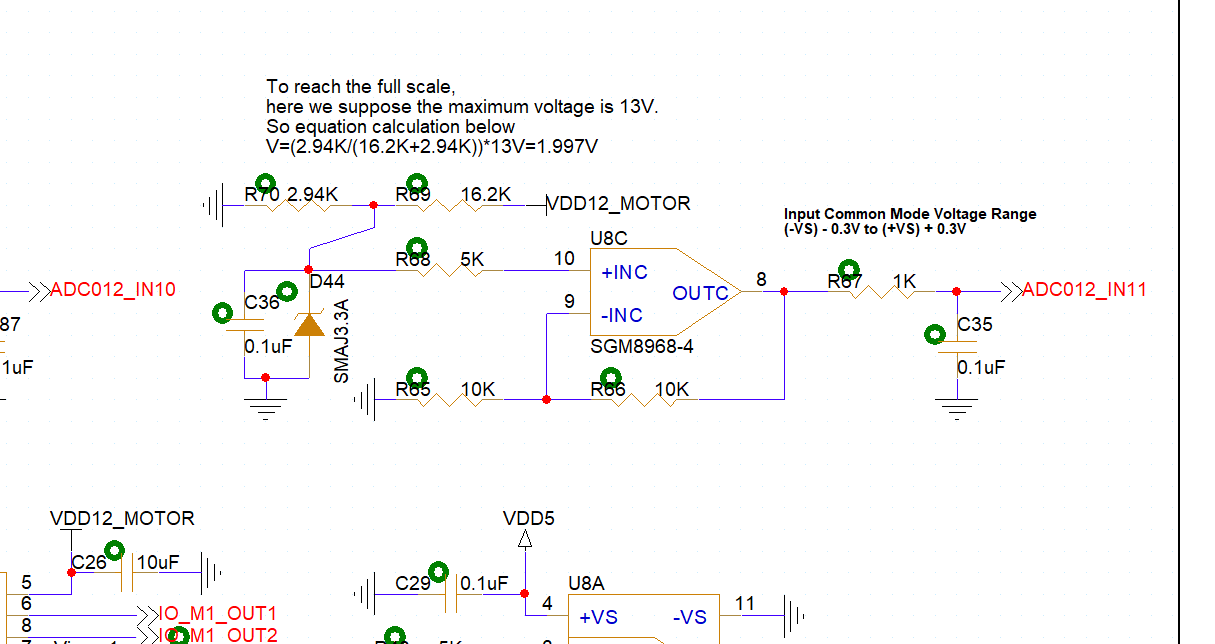 To reach the full scale,
here we suppose the maximum voltage is 13V.
So equation calculation below
V=(2.94K/(16.2K+2.94K))*13V=1.997V
R70 2.94K
R69 16.2K
VDD12_MOTOR
Input Common Mode Voltage Range
(-VS) - 0.3V to (+VS) + 0.3V
U8C
R68 5K
10
+INC
8
OUTC
R67 1K
ADC012_IN11
ADC012_IN10
D44
C36
9
-INC
SMAJ3.3A
0.1uF
SGM8968-4
C35
0.1uF
87
1uF
R65 10K
R66 10K
VDD12_MOTOR
VDD5
C26 10uF
5
6
8
IO_M1_OUT1
IO_M1_OUT2
C29 0.1uF
U8A
4
+VS
-VS
11